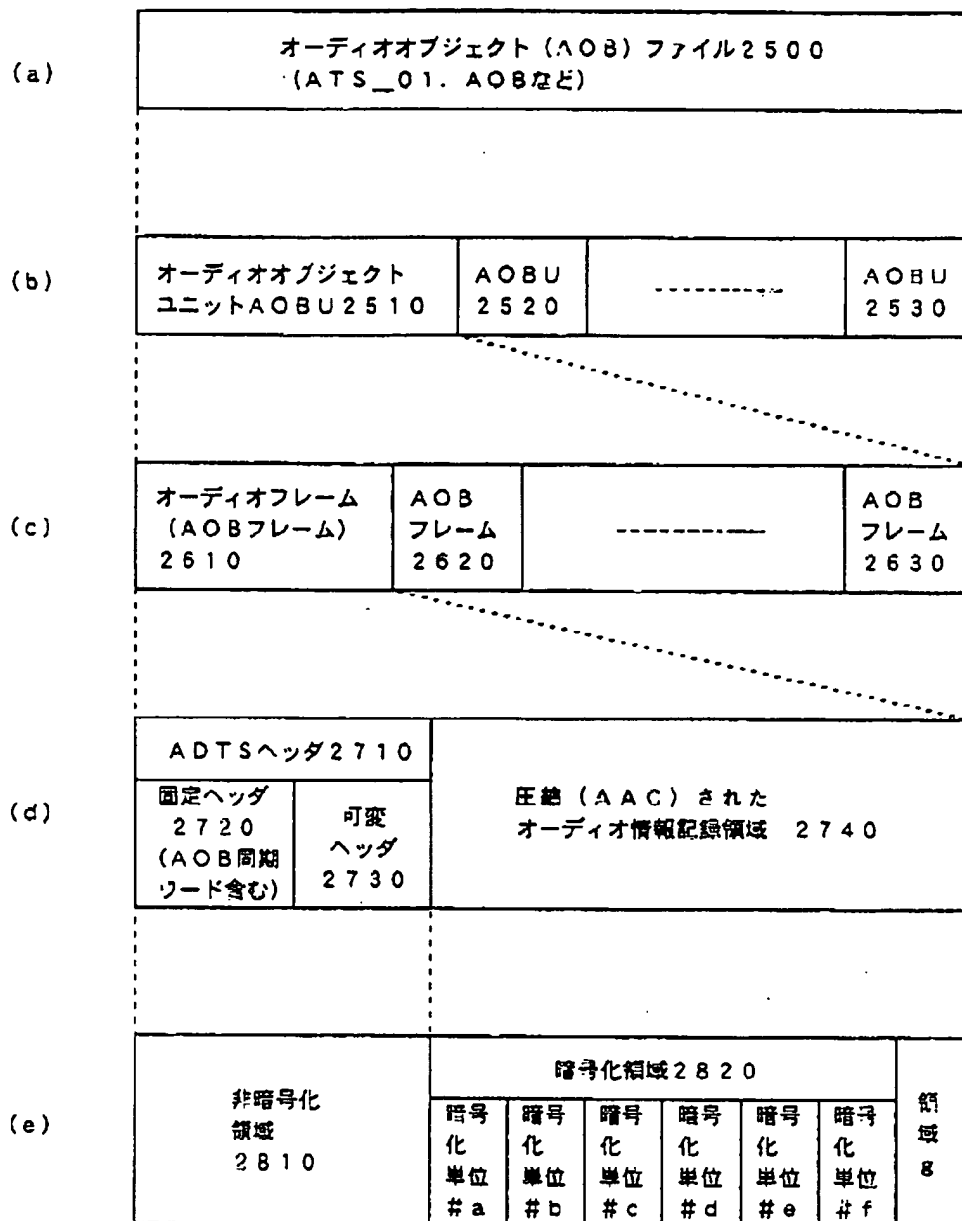 (a)
オーディオオブジェクト(AOB)ファイル2500
(ATS_01. AOBなど)
(b)
オーディオオブジェクト
ユニットAOBU2510
AOBU
2520
AOBU
2530
(c)
オーディオフレーム
(AOBフレーム)
2610
AOB
フレーム
2620
AOB
フレーム
2630
(d)
ADTSヘッダ2710
固定ヘッダ
2720
(AOB同期
ワード含む)
可変
ヘッダ
2730
圧縮(AAC)された
オーディオ情報記録領域 2740
(e)
非暗号化
領域
2810
暗号化領域2820
暗号
化
単位
#a
暗号
化
単位
#b
暗号
化
単位
#c
暗号
化
単位
#d
暗号
化
単位
#e
暗号
化
単位
#f
領
域
g